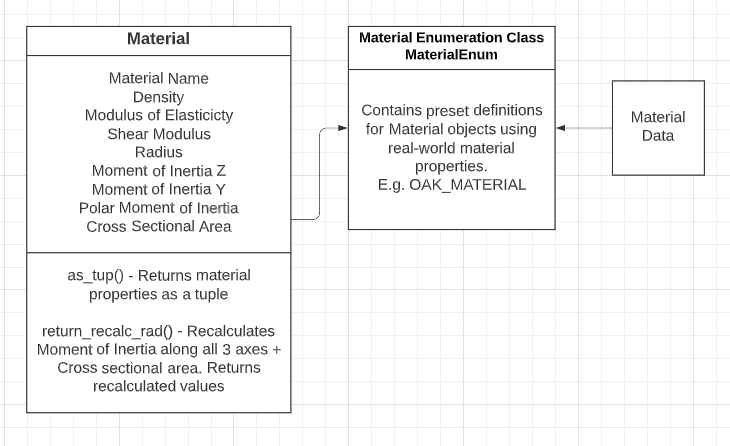 Material
Material Name
Density
Modulus of Elasticicty
Shear Modulus
Radius
Moment of Inertia Z
Moment of Inertia Y
Polar Moment of Inertia
Cross Sectional Area
as_tup() - Returns material
properties as a tuple
return_recalc_rad() - Recalculates
Moment of Inertia along all 3 axes +
Cross sectional area. Returns
recalculated values
Material Enumeration Class
MaterialEnum
Contains preset definitions
for Material objects using
real-world material
properties.
E.g. OAK_MATERIAL
Material
Data